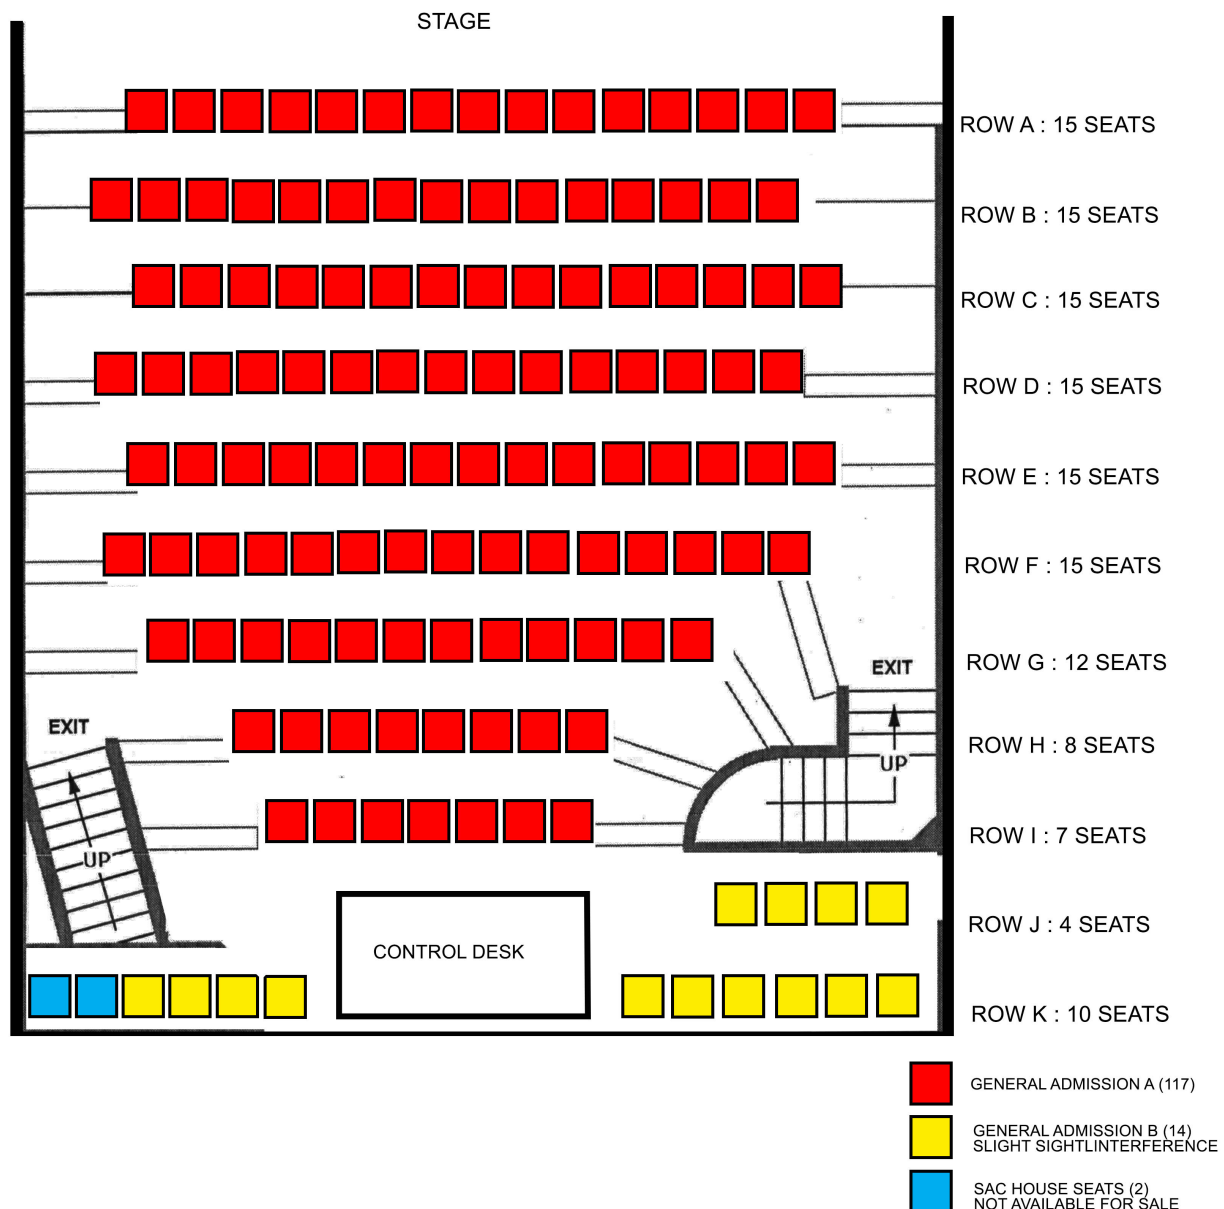 STAGE
ROW A : 15 SEATS
ROW B : 15 SEATS
ROW C : 15 SEATS
ROW D : 15 SEATS
ROW E : 15 SEATS
ROW F : 15 SEATS
ROW G : 12 SEATS
EXIT
EXIT
ROW H : 8 SEATS
UP
ROW I : 7 SEATS
UP
ROW J : 4 SEATS
CONTROL DESK
ROW K : 10 SEATS
GENERAL ADMISSION A (117)
GENERAL ADMISSION B (14)
SLIGHT SIGHTLINTERFERENCE
SAC HOUSE SEATS (2)
NOT AVAILABLE FOR SALE